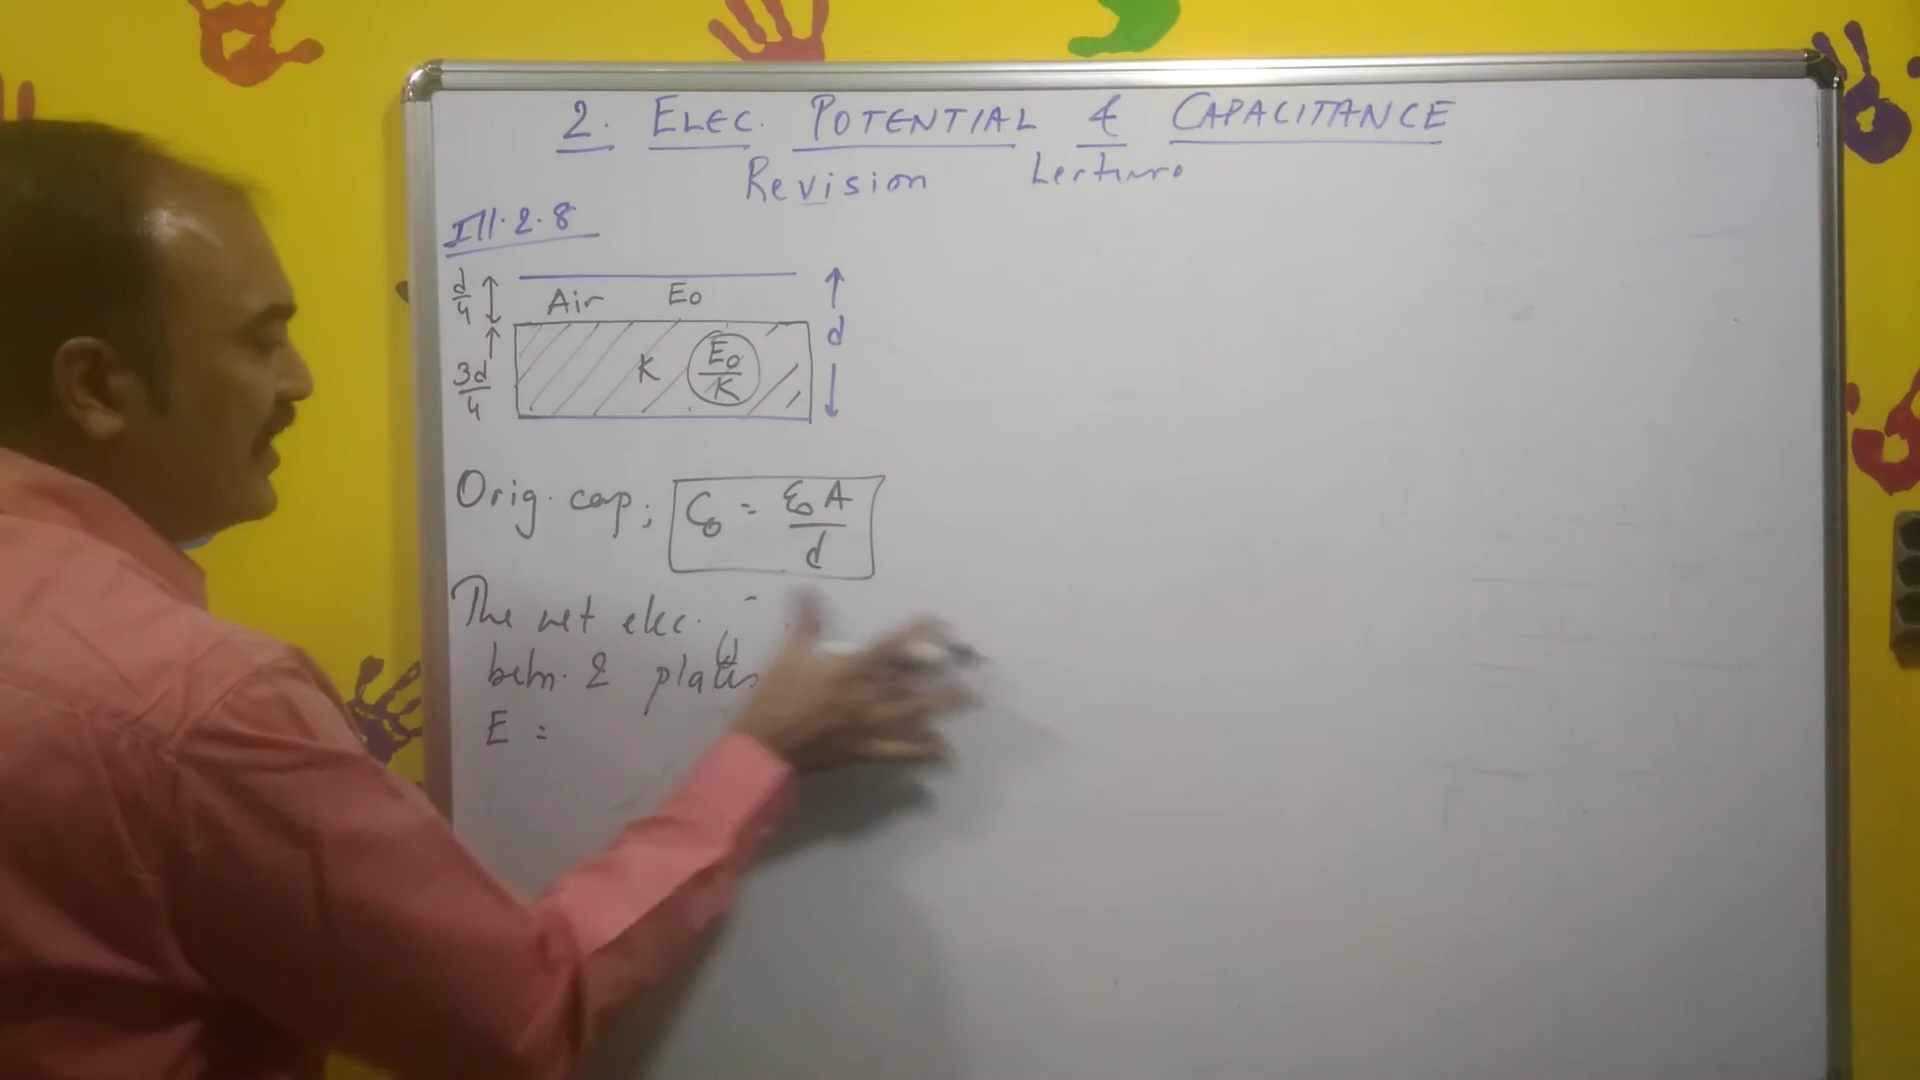 2. ELEC. POTENTIAL & CAPACITANCE
Revision Lecture
Ill. 2.8
d/4 Air E₀
d
3d/4 K E₀/K
Orig. cap; C₀ = ε₀A/d
The net elec.
betn. 2 plates
E =